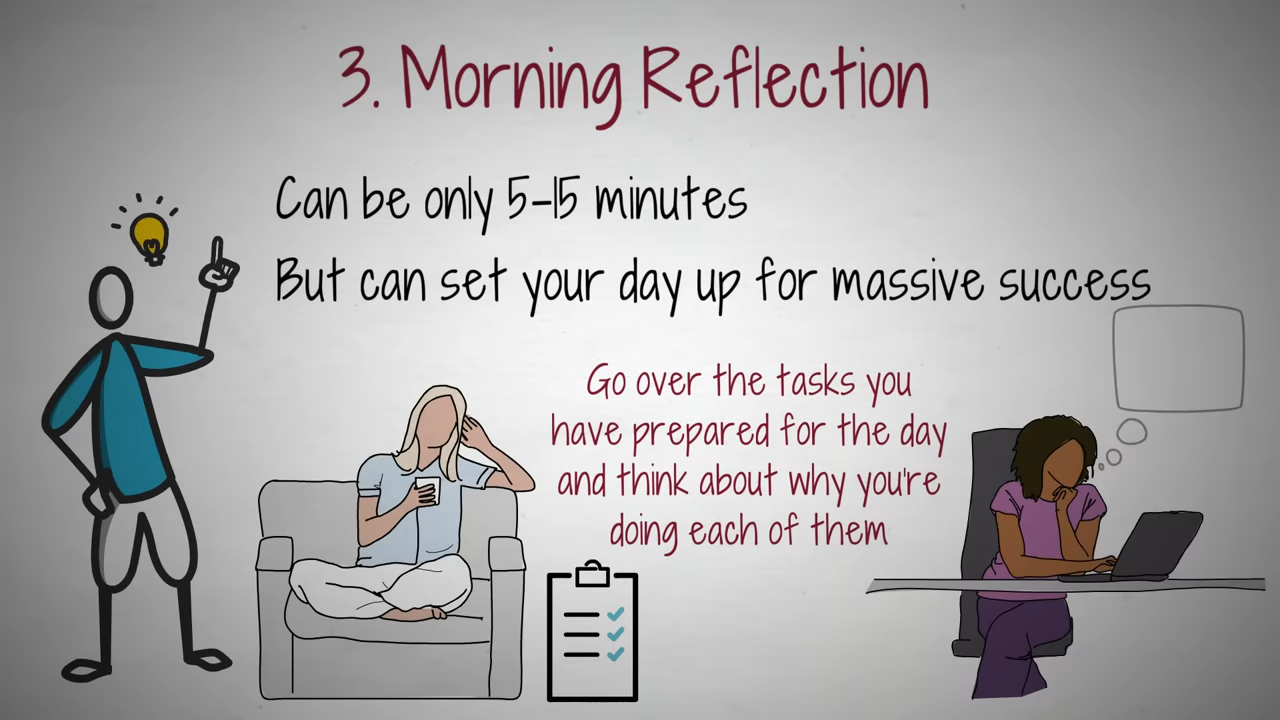 3. Morning Reflection
Can be only 5-15 minutes
But can set your day up for massive success
Go over the tasks you
have prepared for the day
and think about why you're
doing each of them